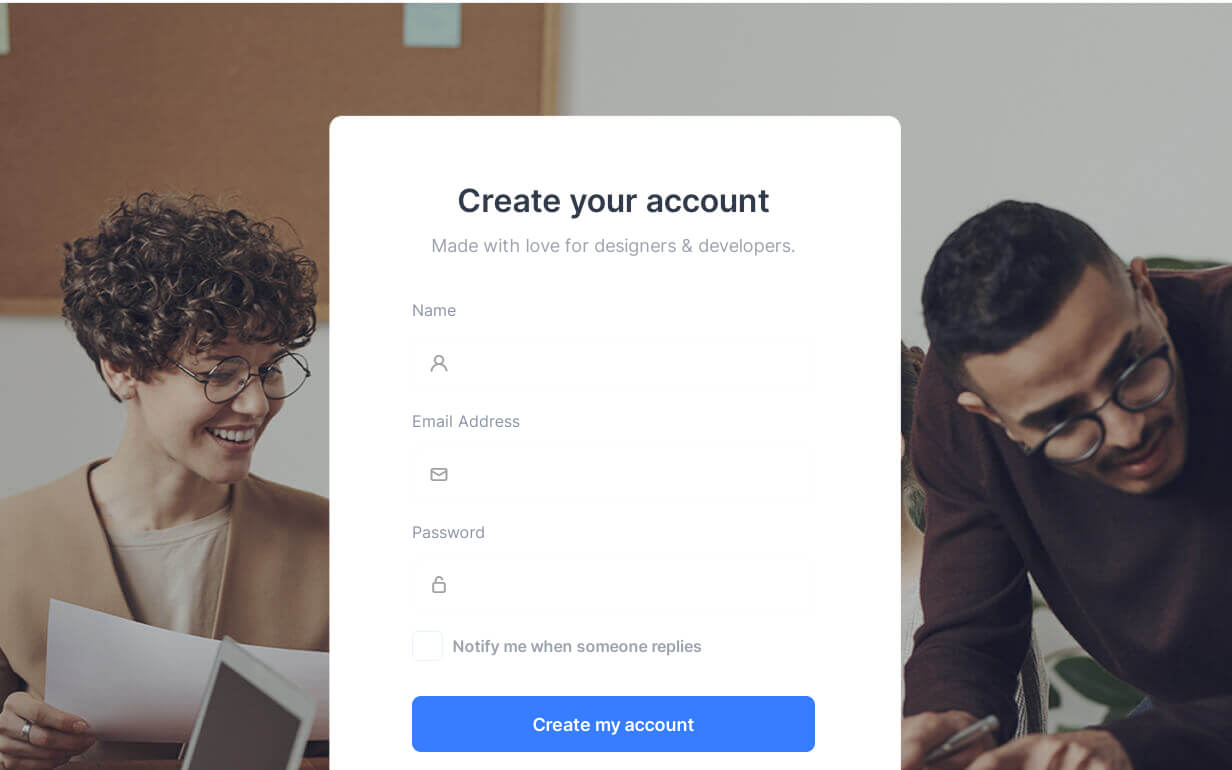 Create your account
Made with love for designers & developers.
Name
Email Address
Password
Notify me when someone replies
Create my account